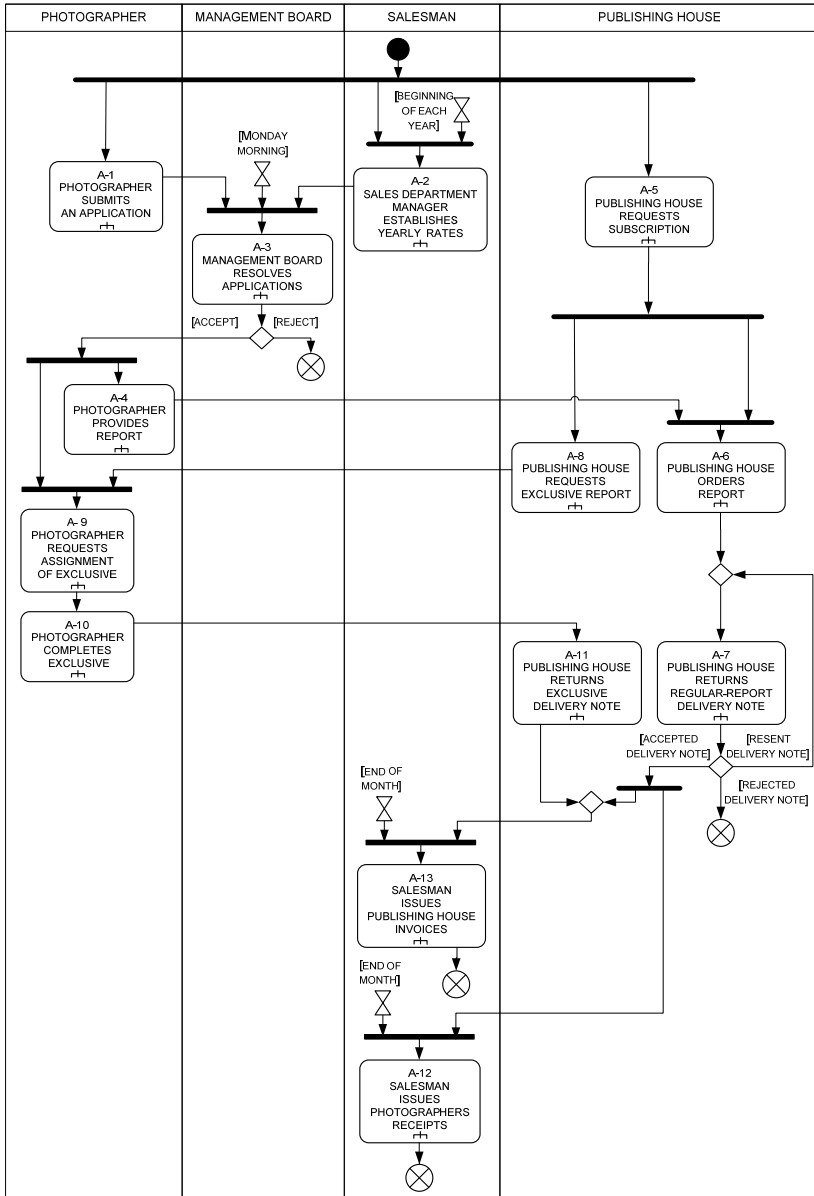 PHOTOGRAPHER
MANAGEMENT BOARD
SALESMAN
PUBLISHING HOUSE
[BEGINNING
OF EACH
YEAR]
[MONDAY
MORNING]
A-1
PHOTOGRAPHER
SUBMITS
AN APPLICATION
A-2
SALES DEPARTMENT
MANAGER
ESTABLISHES
YEARLY RATES
A-5
PUBLISHING HOUSE
REQUESTS
SUBSCRIPTION
A-3
MANAGEMENT BOARD
RESOLVES
APPLICATIONS
[ACCEPT]
[REJECT]
A-4
PHOTOGRAPHER
PROVIDES
REPORT
A-8
PUBLISHING HOUSE
REQUESTS
EXCLUSIVE REPORT
A-6
PUBLISHING HOUSE
ORDERS
REPORT
A- 9
PHOTOGRAPHER
REQUESTS
ASSIGNMENT
OF EXCLUSIVE
A-10
PHOTOGRAPHER
COMPLETES
EXCLUSIVE
A-11
PUBLISHING HOUSE
RETURNS
EXCLUSIVE
DELIVERY NOTE
A-7
PUBLISHING HOUSE
RETURNS
REGULAR-REPORT
DELIVERY NOTE
[ACCEPTED
DELIVERY NOTE]
[RESENT
DELIVERY NOTE]
[REJECTED
DELIVERY NOTE]
[END OF
MONTH]
A-13
SALESMAN
ISSUES
PUBLISHING HOUSE
INVOICES
[END OF
MONTH]
A-12
SALESMAN
ISSUES
PHOTOGRAPHERS
RECEIPTS